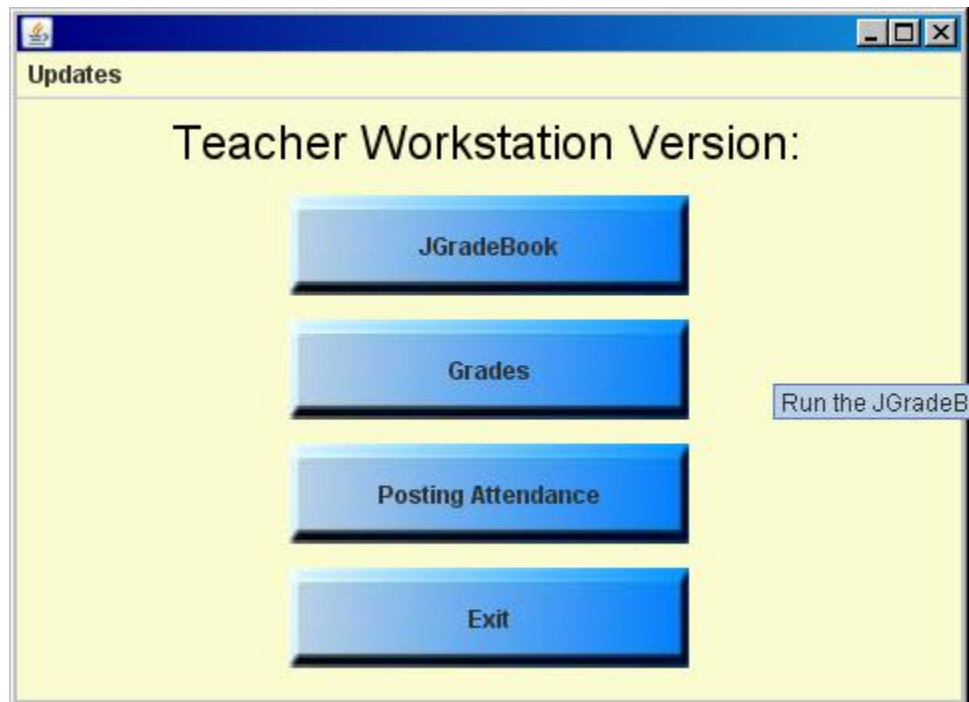 Updates
Teacher Workstation Version:
JGradeBook
Grades
Run the JGradeB
Posting Attendance
Exit